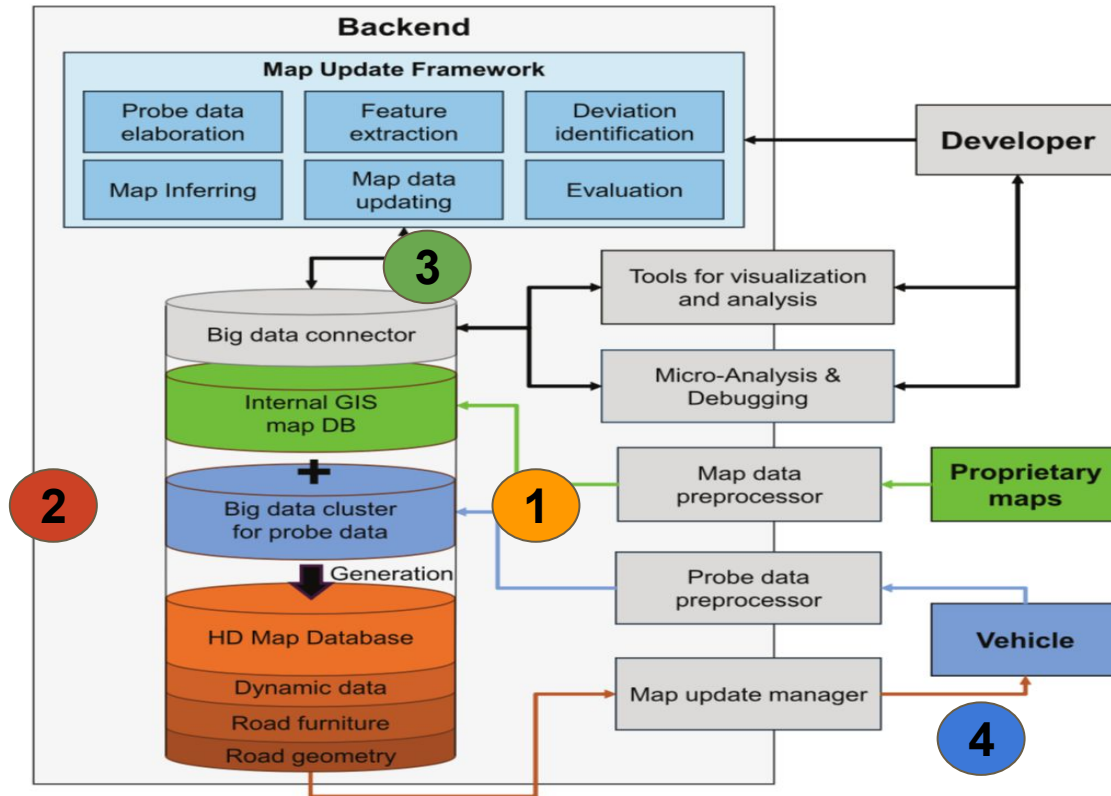 Backend
Map Update Framework
Probe data
elaboration
Feature
extraction
Deviation
identification
Map Inferring
Map data
updating
Evaluation
Developer
3
Tools for visualization
and analysis
Big data connector
Micro-Analysis &
Debugging
Internal GIS
map DB
+
Map data
preprocessor
Proprietary
maps
2
1
Big data cluster
for probe data
Generation
Probe data
preprocessor
HD Map Database
Vehicle
Dynamic data
Map update manager
Road furniture
Road geometry
4